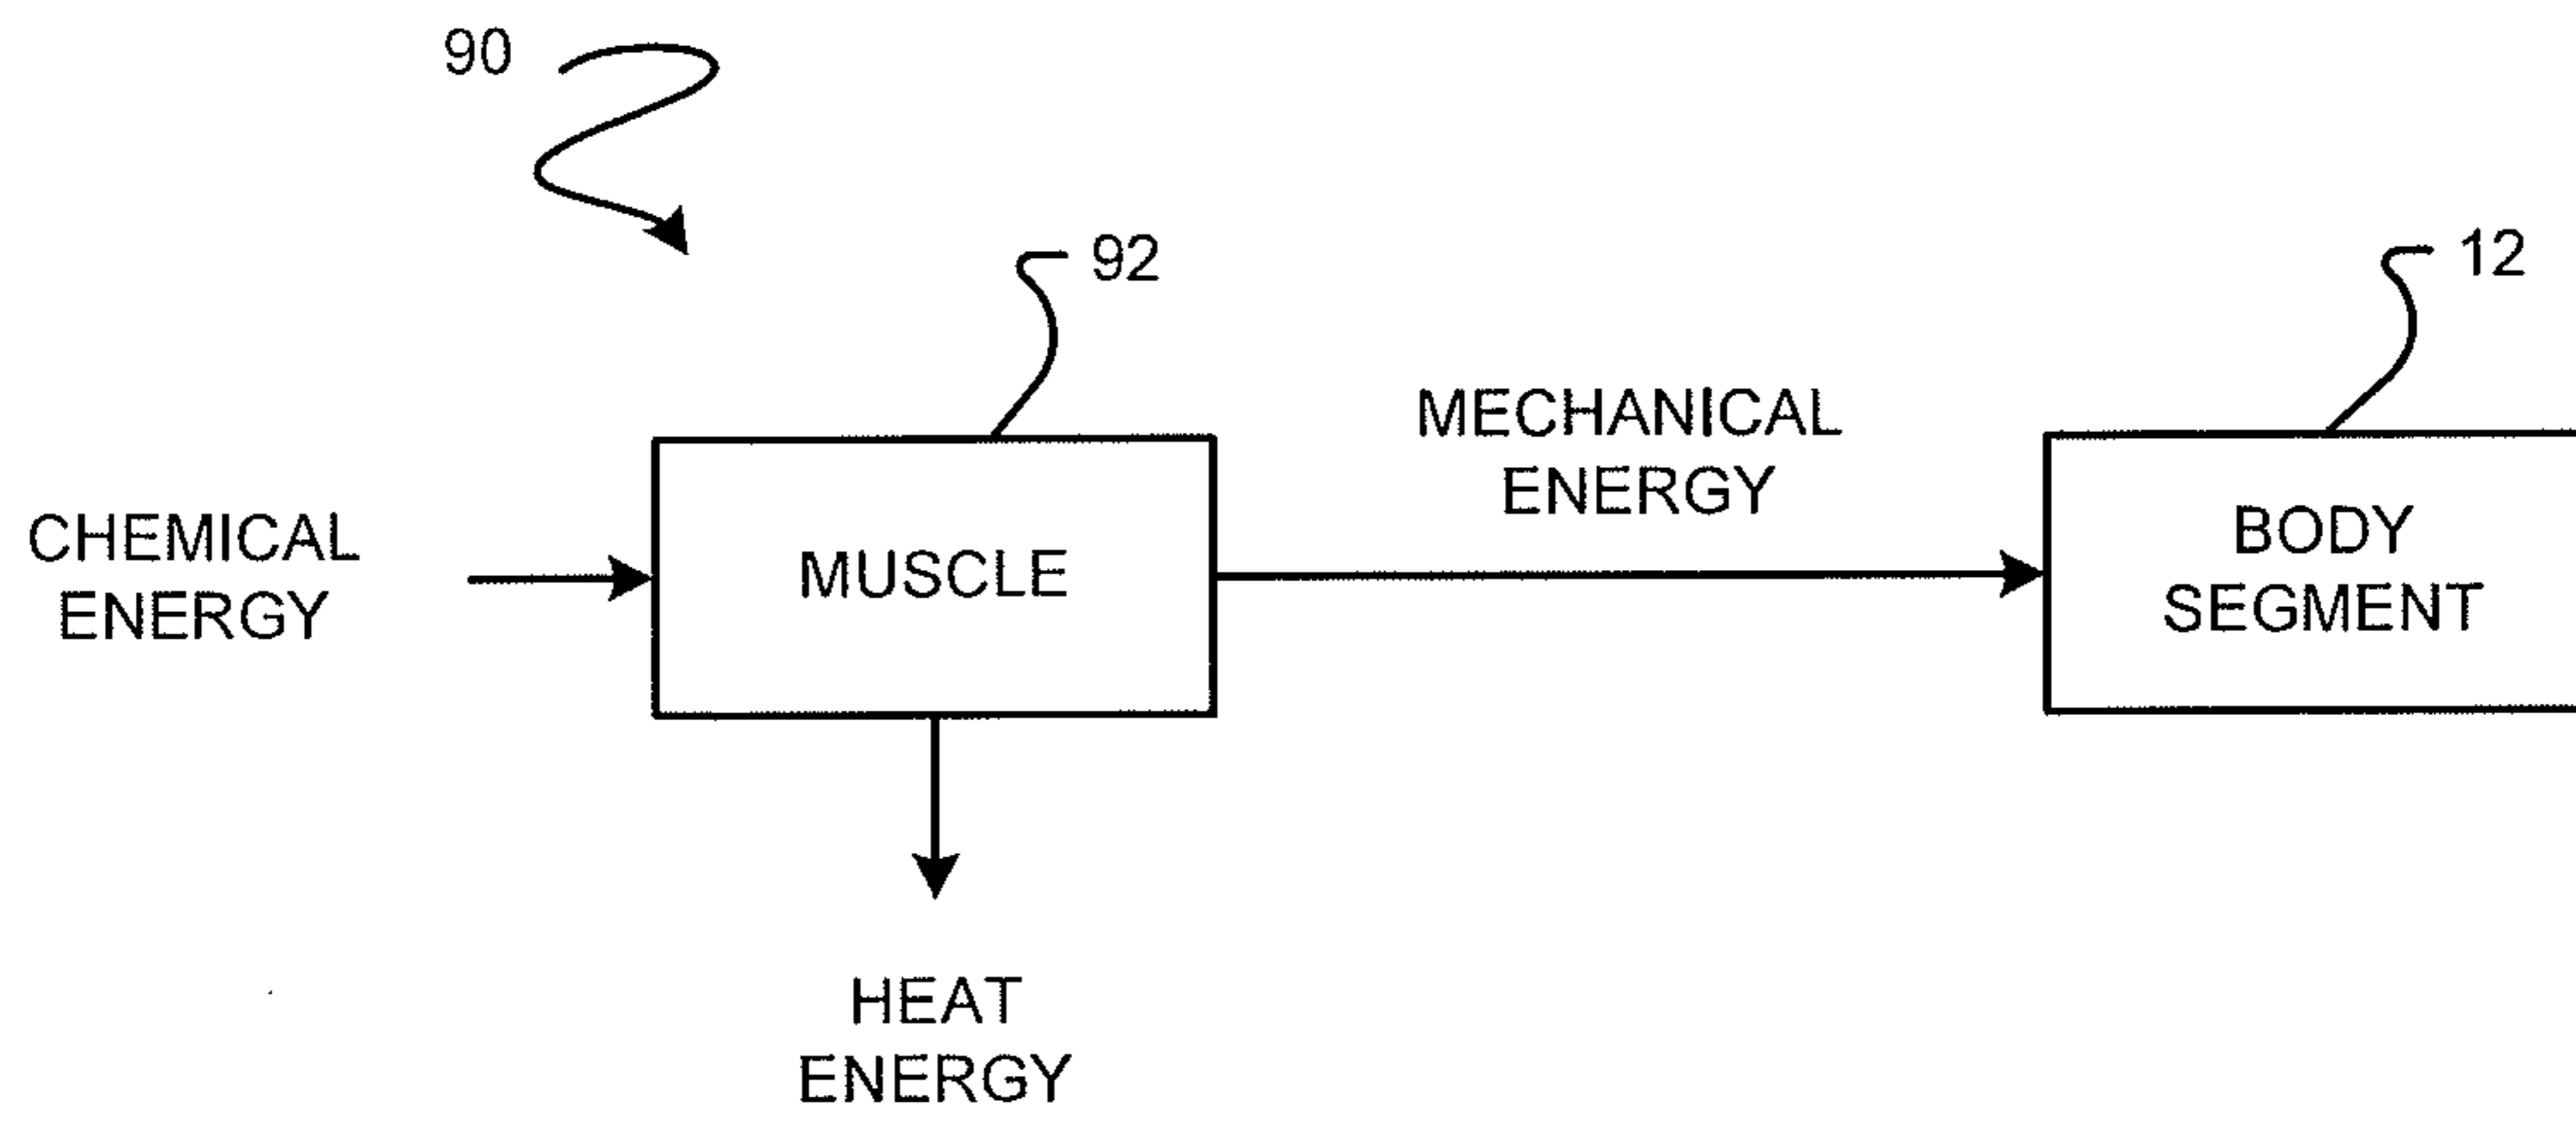 90
92
12
MECHANICAL
ENERGY
CHEMICAL
ENERGY
MUSCLE
BODY
SEGMENT
HEAT
ENERGY